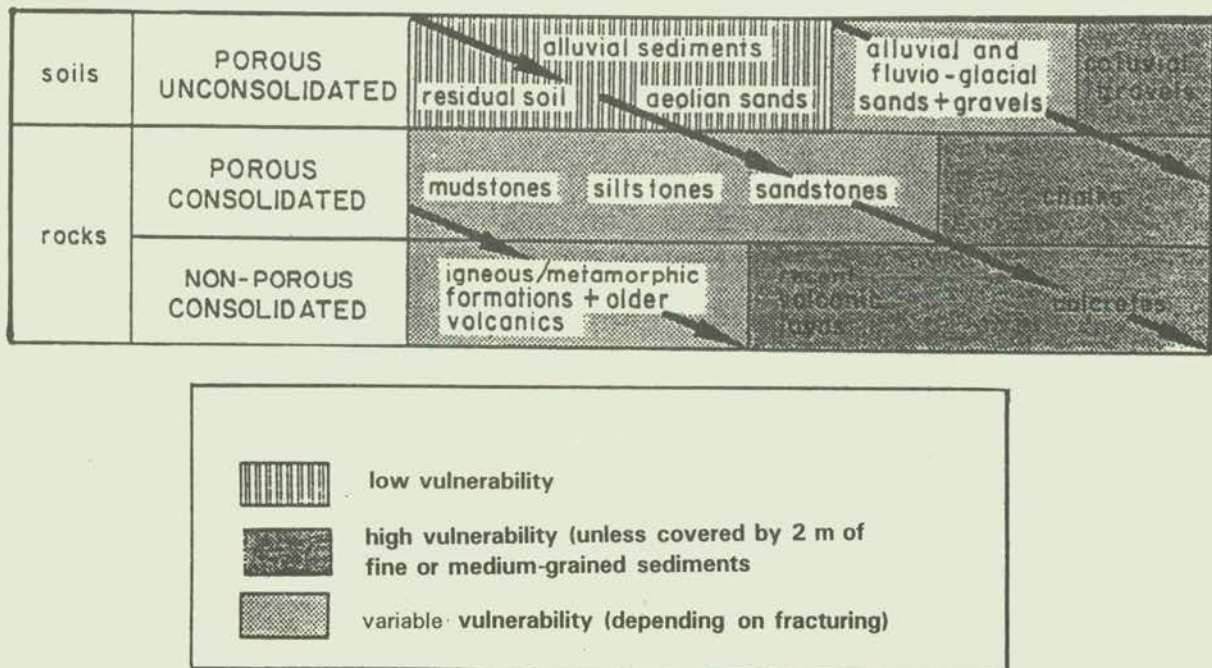 soils
POROUS
UNCONSOLIDATED
alluvial sediments
residual soil
aeolian sands
alluvial and
fluvio-glacial
sands + gravels
colluvial
gravels
rocks
POROUS
CONSOLIDATED
mudstones
siltstones
sandstones
chalks
NON-POROUS
CONSOLIDATED
igneous/metamorphic
formations + older
volcanics
recent
volcanic
lavas
calcretes
low vulnerability
high vulnerability (unless covered by 2 m of
fine or medium-grained sediments
variable vulnerability (depending on fracturing)